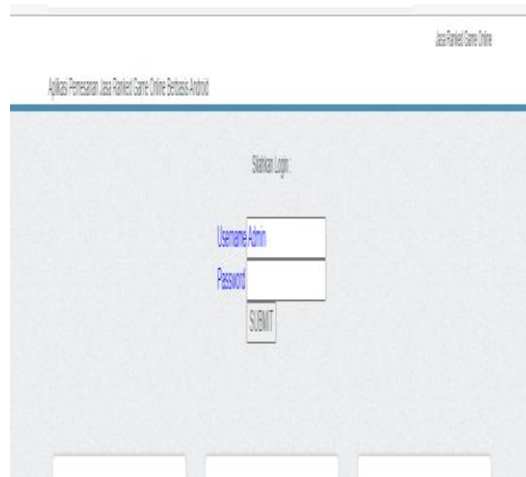 Jasa Ranked Game Online
Aplikasi Pemesanan Jasa Ranked Game Online Berbasis Android
Silahkan Login :
Username Admin
Password
SUBMIT